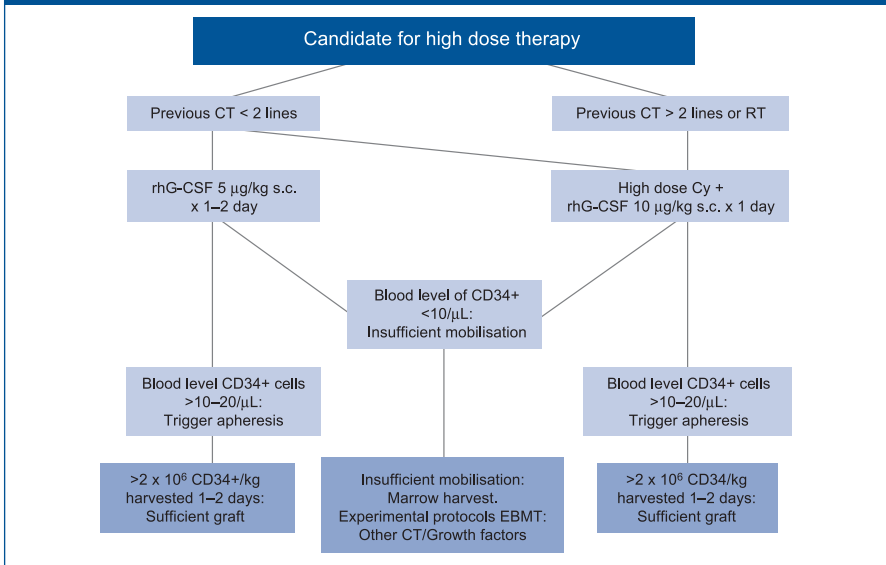 Candidate for high dose therapy
Previous CT < 2 lines
Previous CT > 2 lines or RT
rhG-CSF 5 μg/kg s.c.
x 1–2 day
High dose Cy +
rhG-CSF 10 μg/kg s.c. x 1 day
Blood level of CD34+
<10/μL:
Insufficient mobilisation
Blood level CD34+ cells
>10–20/μL:
Trigger apheresis
Blood level CD34+ cells
>10–20/μL:
Trigger apheresis
>2 x 10⁶ CD34+/kg
harvested 1–2 days:
Sufficient graft
Insufficient mobilisation:
Marrow harvest.
Experimental protocols EBMT:
Other CT/Growth factors
>2 x 10⁶ CD34/kg
harvested 1–2 days:
Sufficient graft